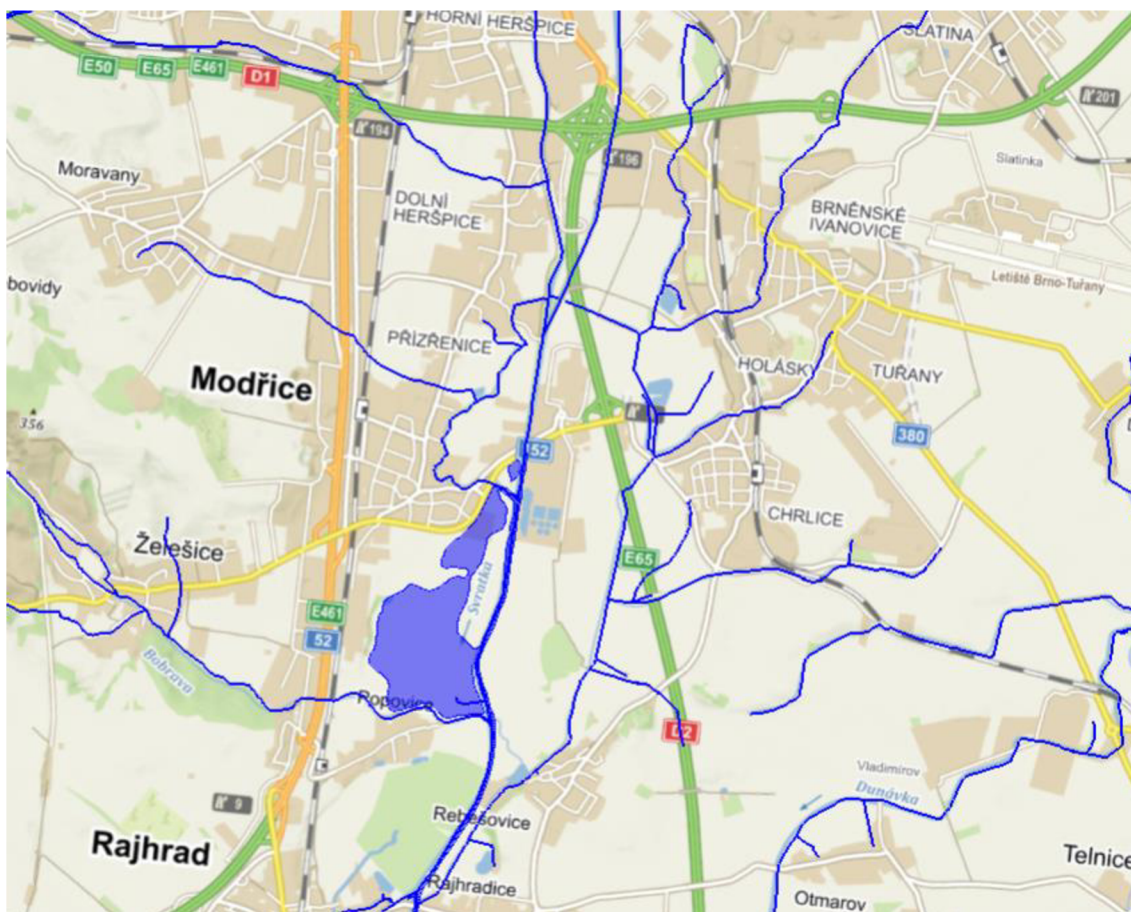 HORNÍ HERŠPICE
SLATINA
E50
E65
E461
D1
194
196
201
Slatinka
Moravany
DOLNÍ
HERŠPICE
BRNĚNSKÉ
IVANOVICE
Letiště Brno-Tuřany
bovidy
PŘÍZŘENICE
Modřice
HOLÁSKY
TUŘANY
356
380
CHRLICE
Želešice
E65
Svratka
E461
52
Bobrava
Popovice
D2
Vladimírov
Dunávka
9
Rebešovice
Rajhrad
Rajhradice
Telnice
Otmarov